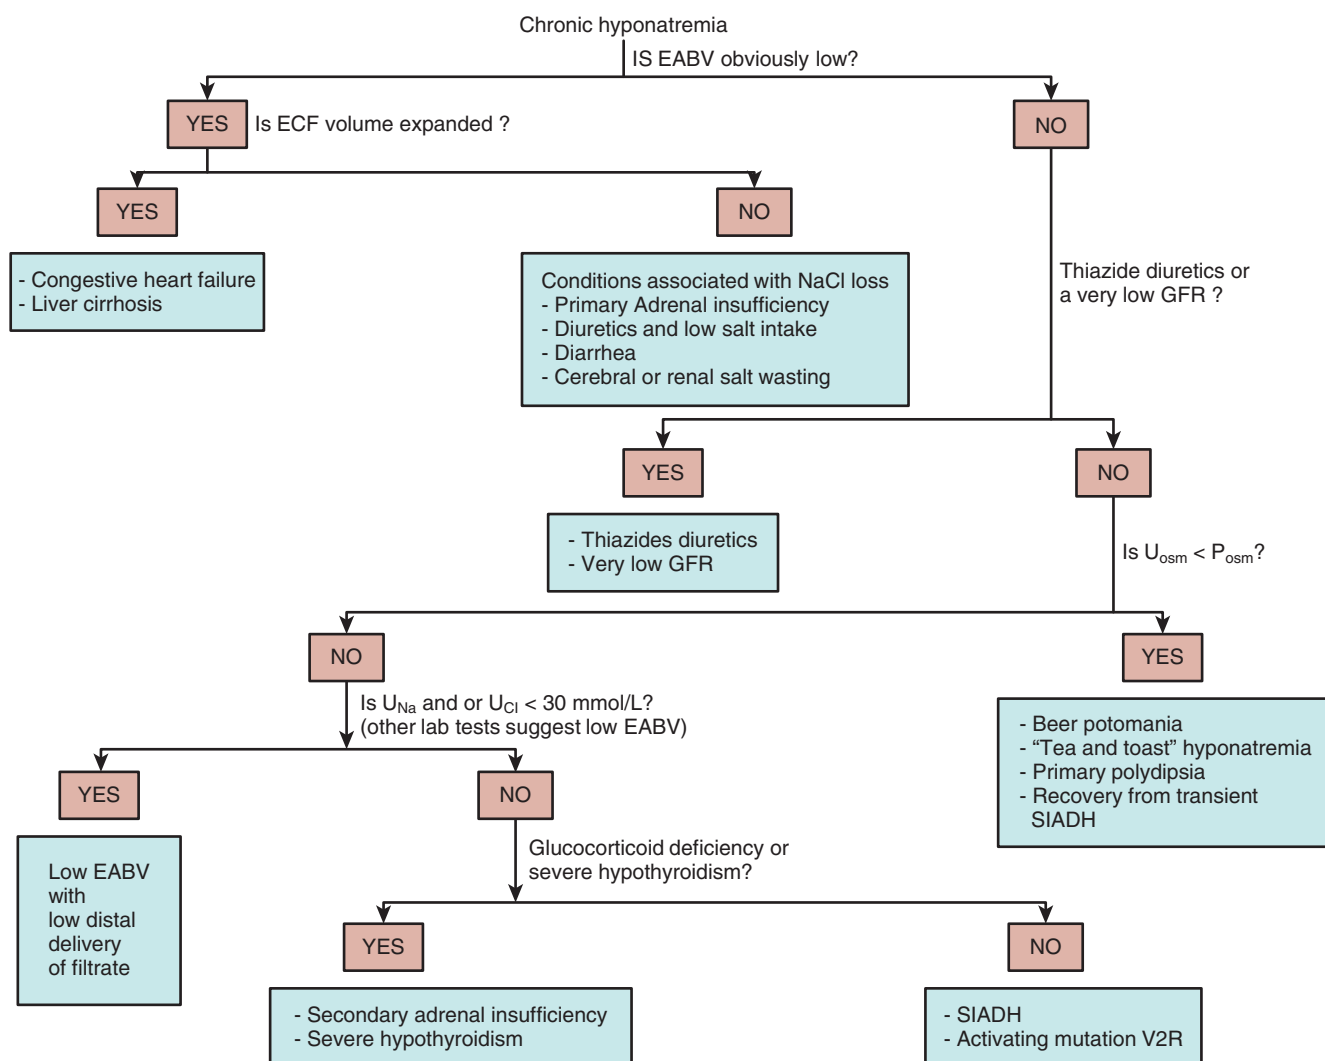 Chronic hyponatremia
IS EABV obviously low?
YES
Is ECF volume expanded ?
NO
YES
NO
- Congestive heart failure
- Liver cirrhosis
Conditions associated with NaCl loss
- Primary Adrenal insufficiency
- Diuretics and low salt intake
- Diarrhea
- Cerebral or renal salt wasting
Thiazide diuretics or
a very low GFR ?
YES
NO
- Thiazides diuretics
- Very low GFR
Is Uosm < Posm?
NO
YES
Is UNa and or UCl < 30 mmol/L?
(other lab tests suggest low EABV)
- Beer potomania
- “Tea and toast” hyponatremia
- Primary polydipsia
- Recovery from transient
SIADH
YES
NO
Low EABV
with
low distal
delivery
of filtrate
Glucocorticoid deficiency or
severe hypothyroidism?
YES
NO
- Secondary adrenal insufficiency
- Severe hypothyroidism
- SIADH
- Activating mutation V2R